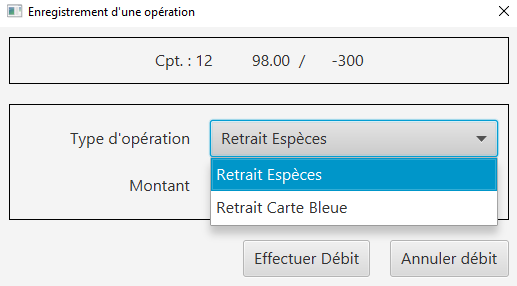 Enregistrement d'une opération
Cpt. : 12 98.00 / -300
Type d'opération Retrait Espèces
Retrait Espèces
Montant
Retrait Carte Bleue
Effectuer Débit Annuler débit